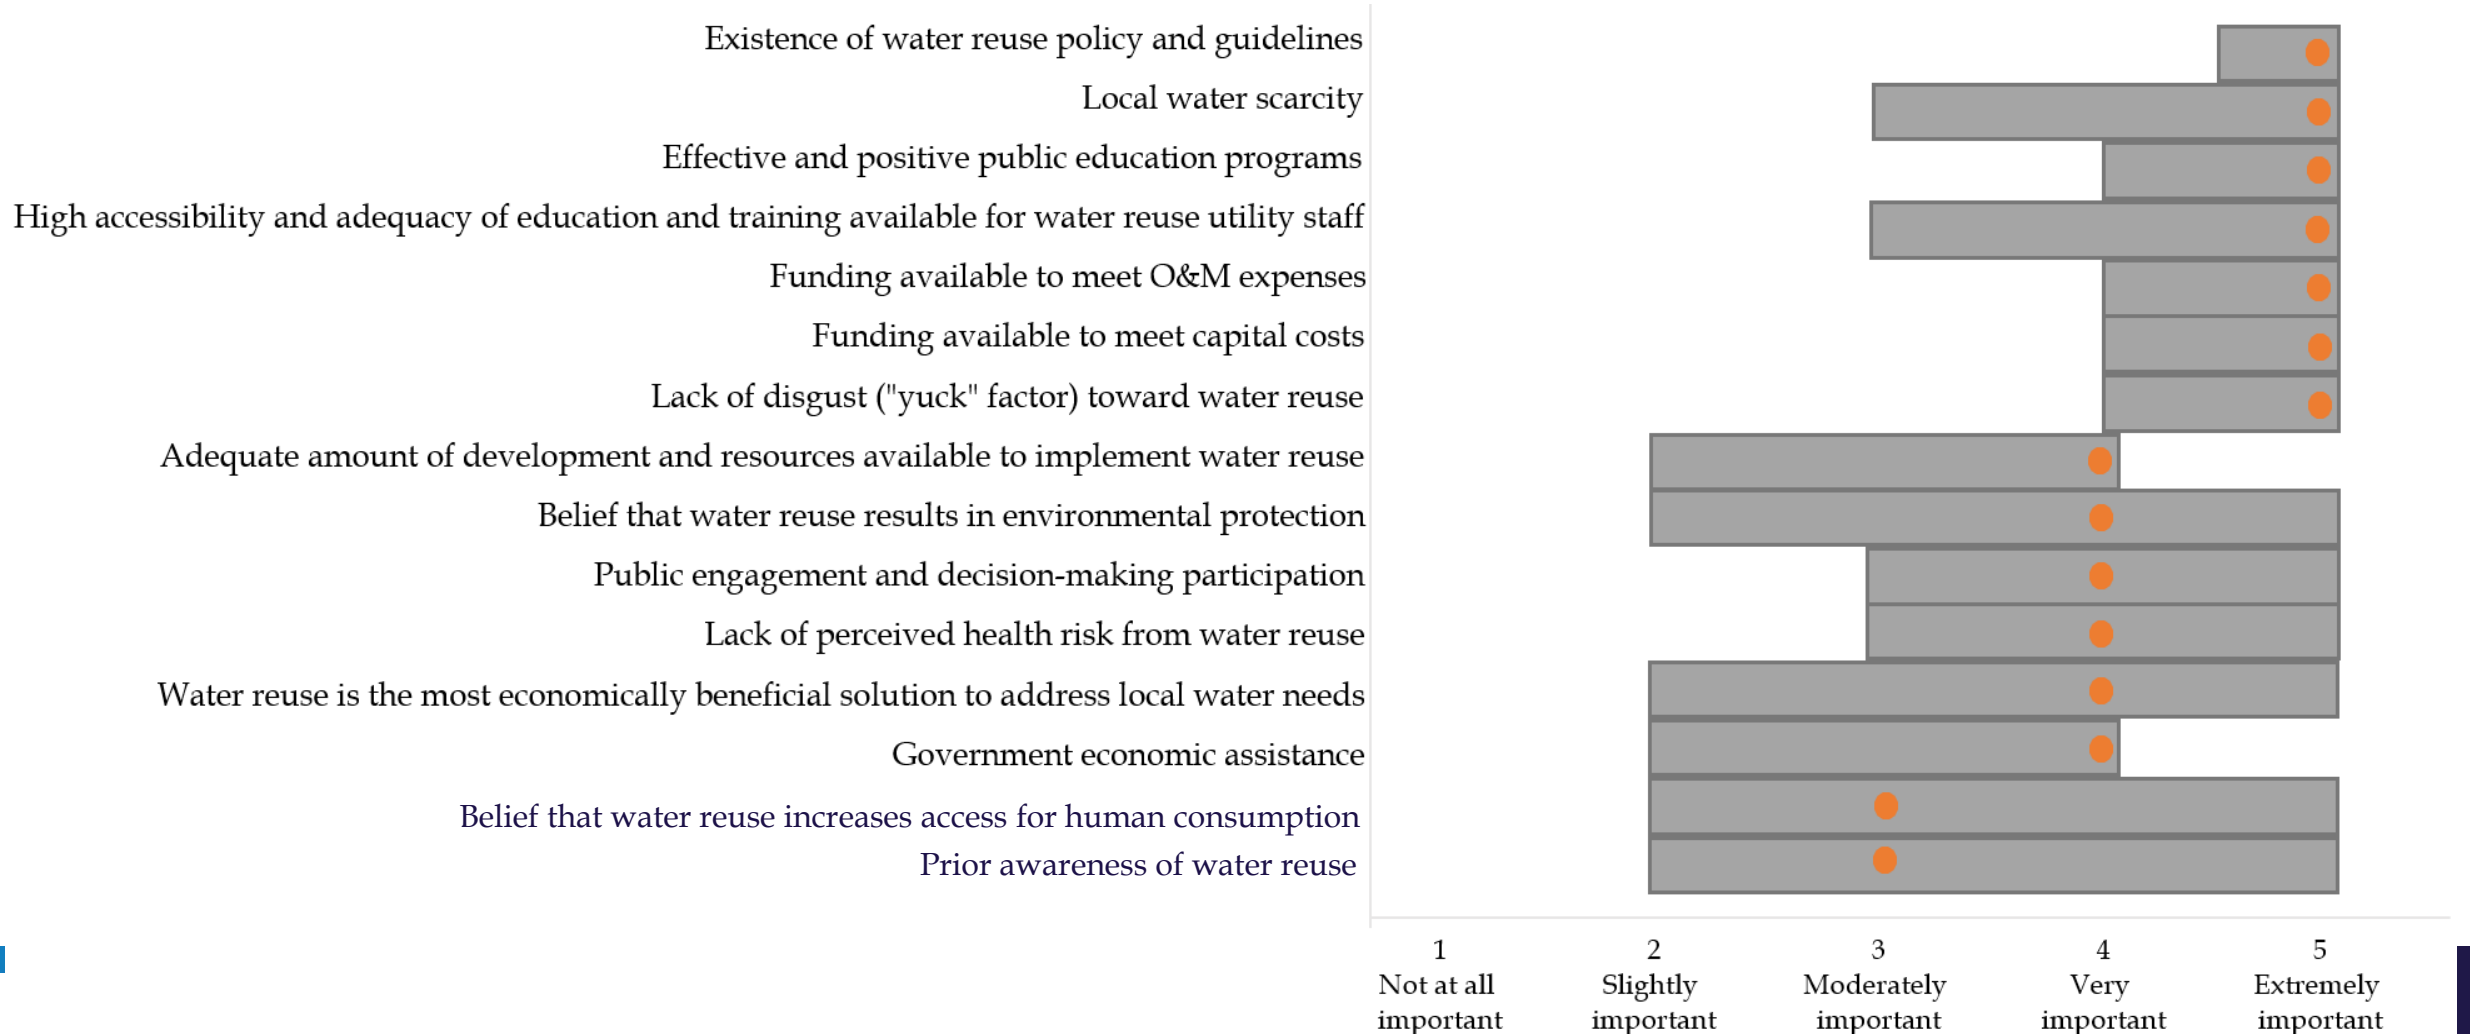 Existence of water reuse policy and guidelines
Local water scarcity
Effective and positive public education programs
High accessibility and adequacy of education and training available for water reuse utility staff
Funding available to meet O&M expenses
Funding available to meet capital costs
Lack of disgust ("yuck" factor) toward water reuse
Adequate amount of development and resources available to implement water reuse
Belief that water reuse results in environmental protection
Public engagement and decision-making participation
Lack of perceived health risk from water reuse
Water reuse is the most economically beneficial solution to address local water needs
Government economic assistance
Belief that water reuse increases access for human consumption
Prior awareness of water reuse
1 2 3 4 5
Not at all Slightly Moderately Very Extremely
important important important important important